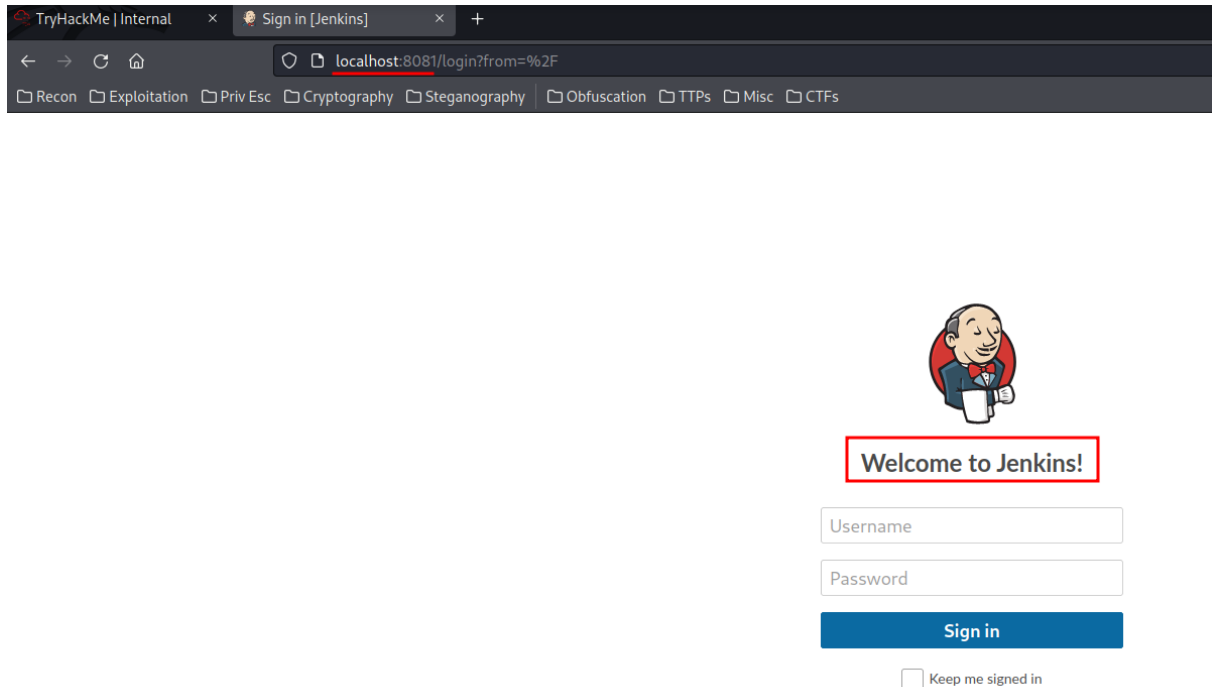 TryHackMe | Internal × Sign in [Jenkins] × +
localhost:8081/login?from=%2F
Recon Exploitation Priv Esc Cryptography Steganography Obfuscation TTPs Misc CTFs
Welcome to Jenkins!
Username
Password
Sign in
Keep me signed in